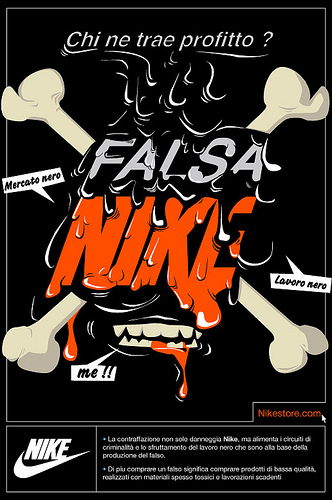 Chi ne trae profitto ?
FALSA
Mercato nero
NIKE
Lavoro nero
me !!
Nikestore.com
NIKE
• La contraffazione non solo danneggia Nike, ma alimenta i circuiti di
criminalità e lo sfruttamento del lavoro nero che sono alla base della
produzione del falso.
• Di piu comprare un falso significa comprare prodotti di bassa qualità,
realizzati con materiali spesso tossici e lavorazioni scadenti